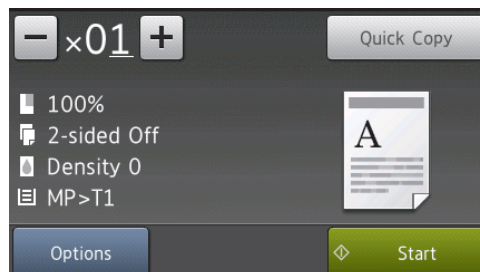 − ×01 + Quick Copy
100%
2-sided Off
A
Density 0
MP>T1
Options
Start